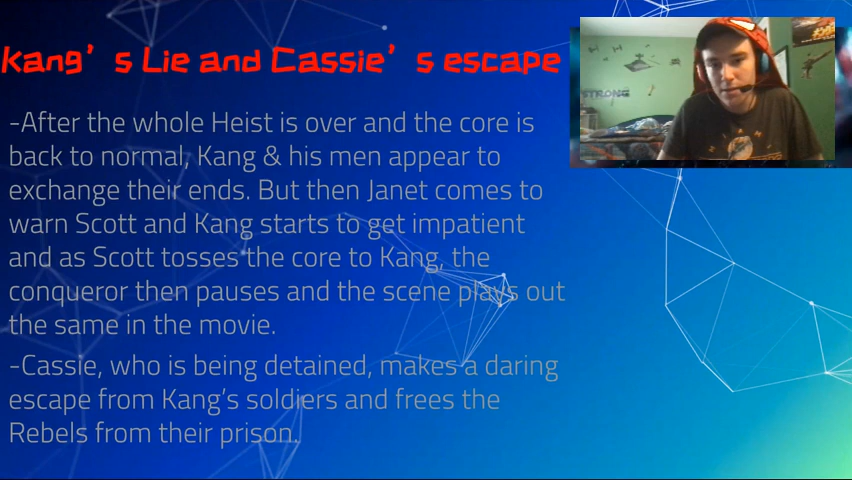 Kang's Lie and Cassie's escape
-After the whole Heist is over and the core is
back to normal, Kang & his men appear to
exchange their ends. But then Janet comes to
warn Scott and Kang starts to get impatient
and as Scott tosses the core to Kang, the
conqueror then pauses and the scene plays out
the same in the movie.
-Cassie, who is being detained, makes a daring
escape from Kang's soldiers and frees the
Rebels from their prison.
STRONG